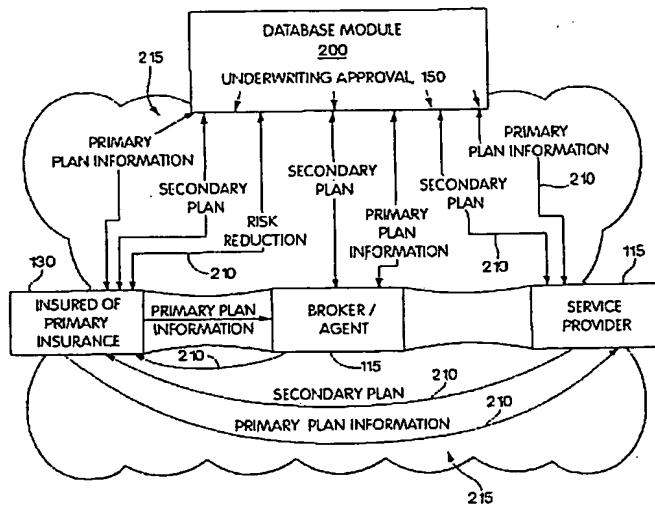 DATABASE MODULE
200
UNDERWRITING APPROVAL, 150
215
PRIMARY
PLAN INFORMATION
SECONDARY
PLAN
RISK
REDUCTION
210
SECONDARY
PLAN
PRIMARY
PLAN
INFORMATION
SECONDARY
PLAN
210
PRIMARY
PLAN INFORMATION
210
130
INSURED OF
PRIMARY
INSURANCE
PRIMARY PLAN
INFORMATION
BROKER /
AGENT
115
SERVICE
PROVIDER
115
210
SECONDARY PLAN
210
PRIMARY PLAN INFORMATION
210
215